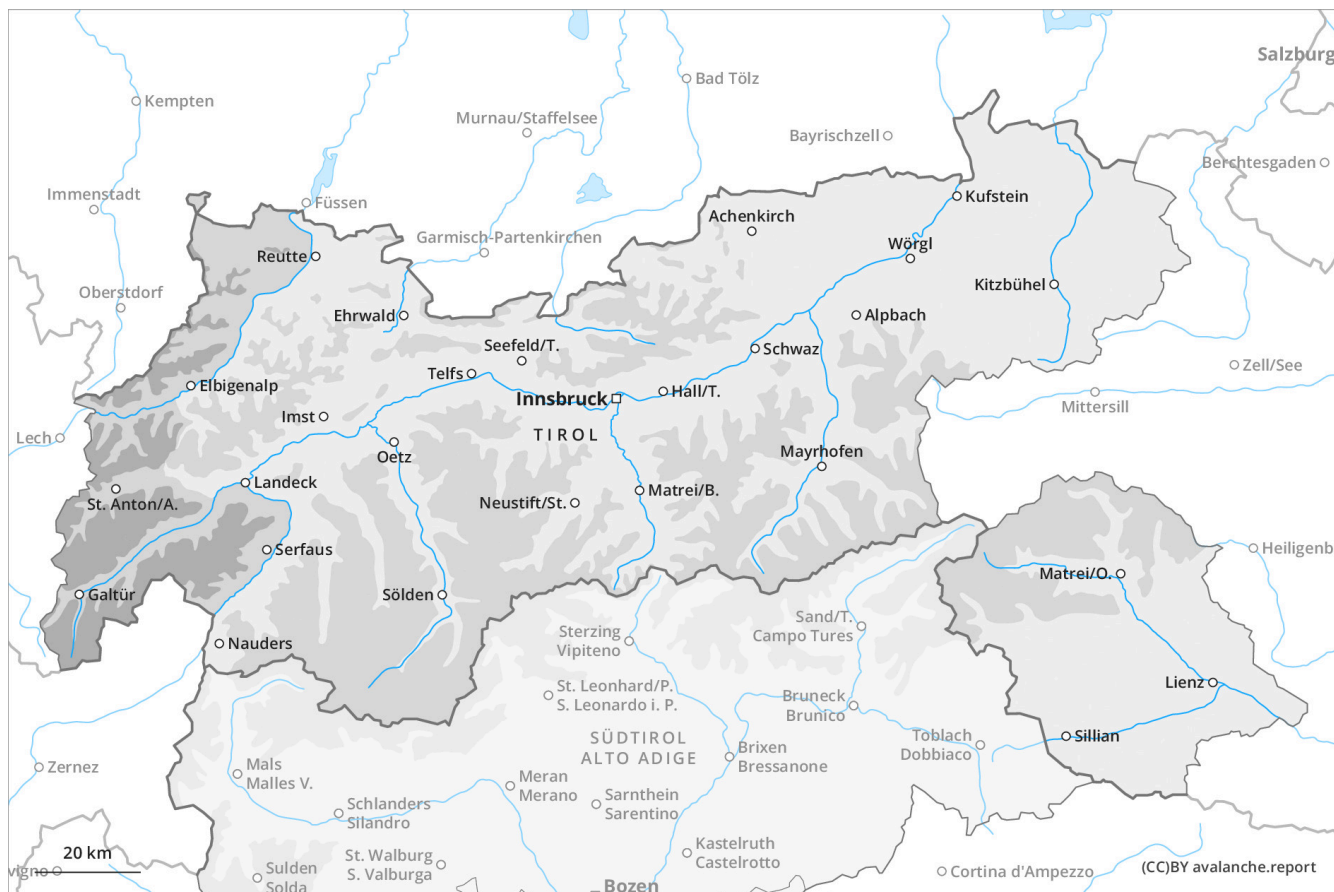 Salzburg
Bad Tölz
Kempten
Murnau/Staffelsee
Bayrischzell
Berchtesgaden
Immenstadt
Füssen
Kufstein
Achenkirch
Garmisch-Partenkirchen
Wörgl
Reutte
Kitzbühel
Oberstdorf
Ehrwald
Alpbach
Seefeld/T.
Schwaz
Zell/See
Telfs
Elbigenalp
Hall/T.
Innsbruck
Mittersill
Imst
Lech
TIROL
Oetz
Mayrhofen
Landeck
Matrei/B.
St. Anton/A.
Neustift/St.
Serfaus
Heiligenb
Matrei/O.
Galtür
Sölden
Sand/T.
Campo Tures
Sterzing
Vipiteno
Nauders
Lienz
St. Leonhard/P.
S. Leonardo i. P.
Bruneck
Brunico
SÜDTIROL
ALTO ADIGE
Sillian
Toblach
Dobbiaco
Brixen
Bressanone
Zernez
Mals
Malles V.
Meran
Merano
Schlanders
Silandro
Sarnthein
Sarentino
Kastelruth
Castelrotto
20 km
St. Walburg
S. Valburga
vigno
Sulden
Solda
Cortina d'Ampezzo
(CC)BY avalanche.report
Bozen